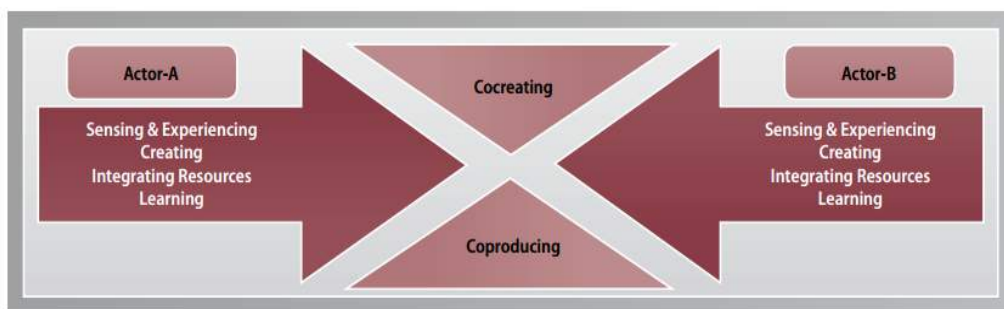 Actor-A
Sensing & Experiencing
Creating
Integrating Resources
Learning
Cocreating
Coproducing
Actor-B
Sensing & Experiencing
Creating
Integrating Resources
Learning